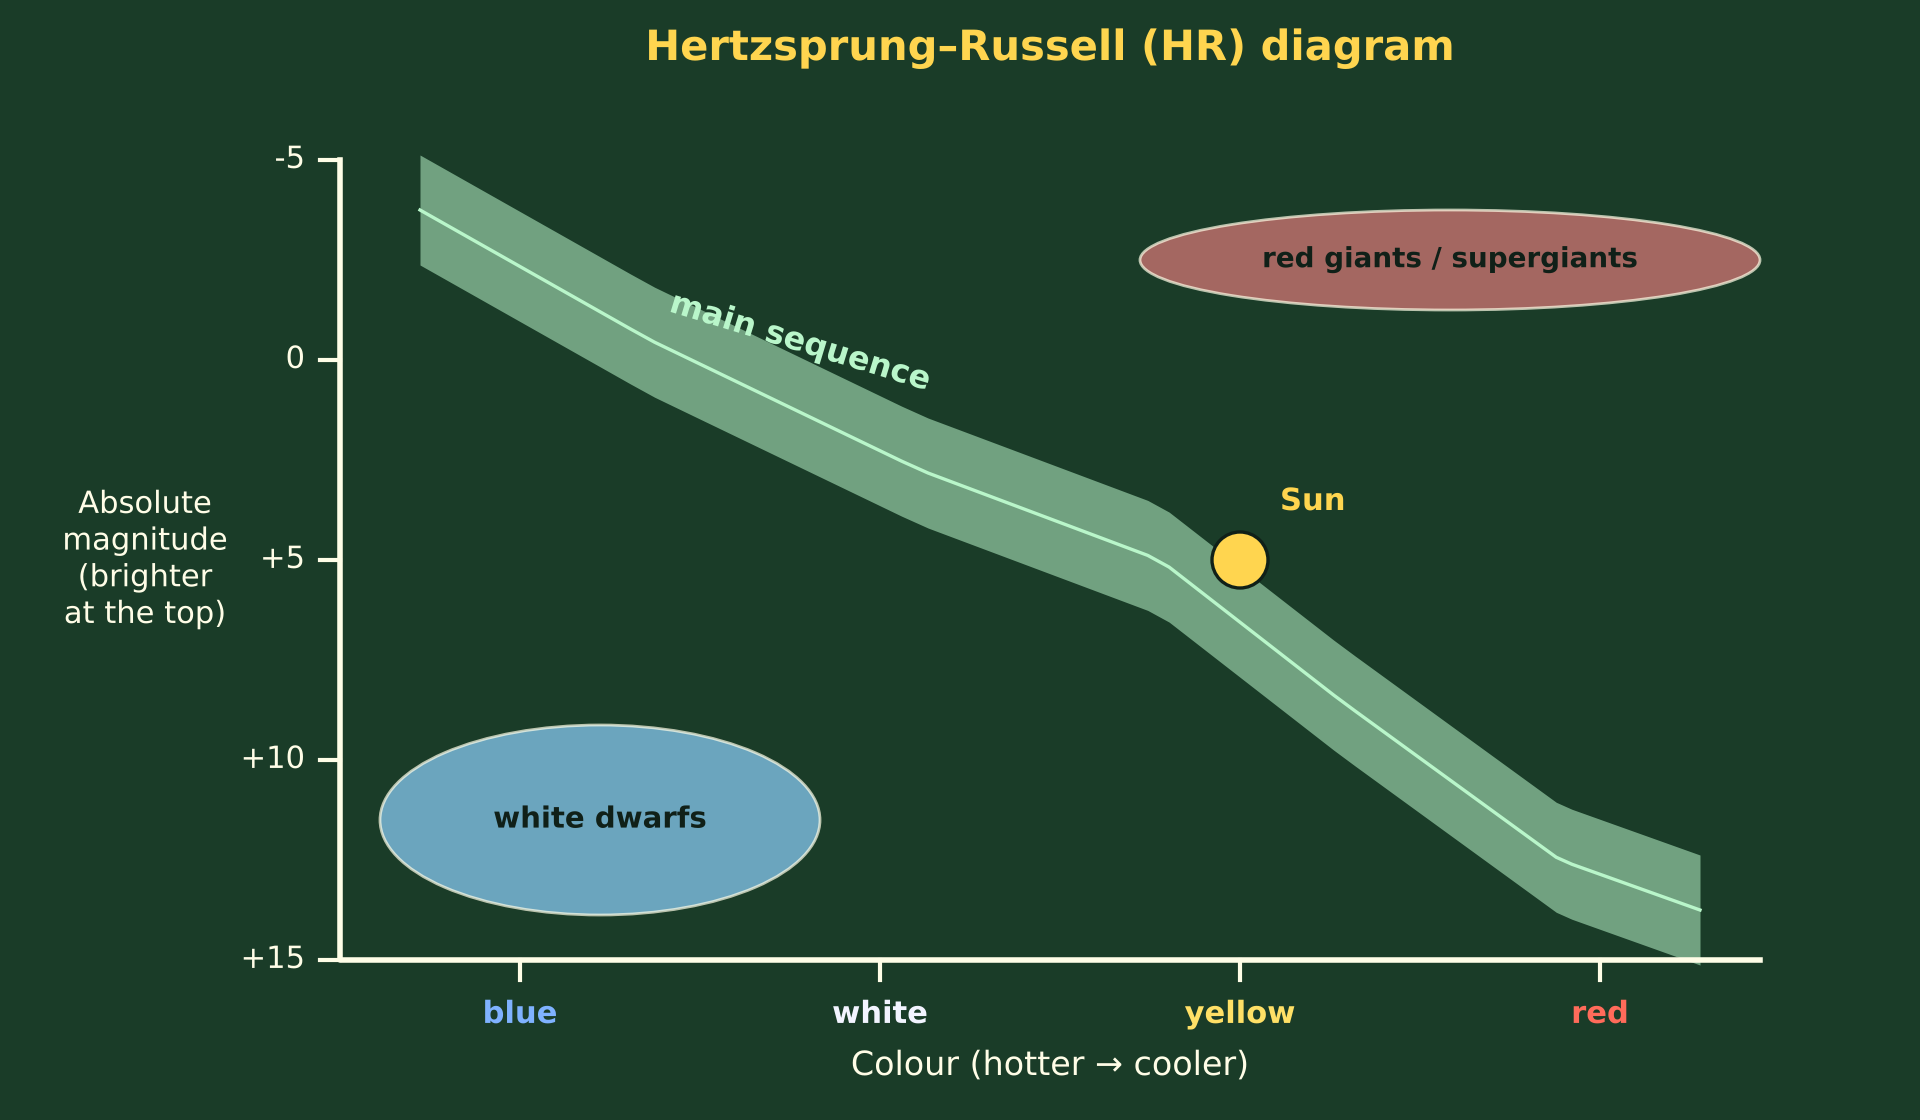 Hertzsprung–Russell (HR) diagram
-5
red giants / supergiants
main sequence
0
Sun
Absolute
magnitude
(brighter
at the top)
+5
+10
white dwarfs
+15
blue
white
yellow
red
Colour (hotter → cooler)